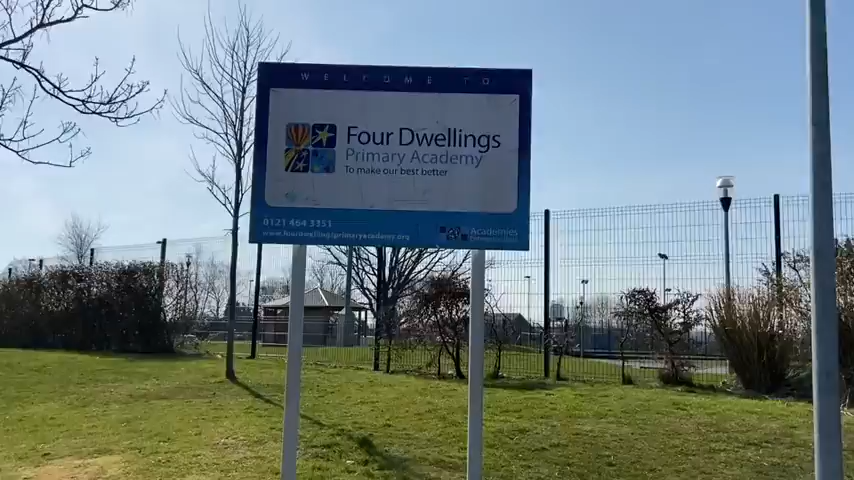 WELCOME TO
Four Dwellings
Primary Academy
To make our best better
0121 464 3351
www.fourdwellingsprimaryacademy.org
Academies